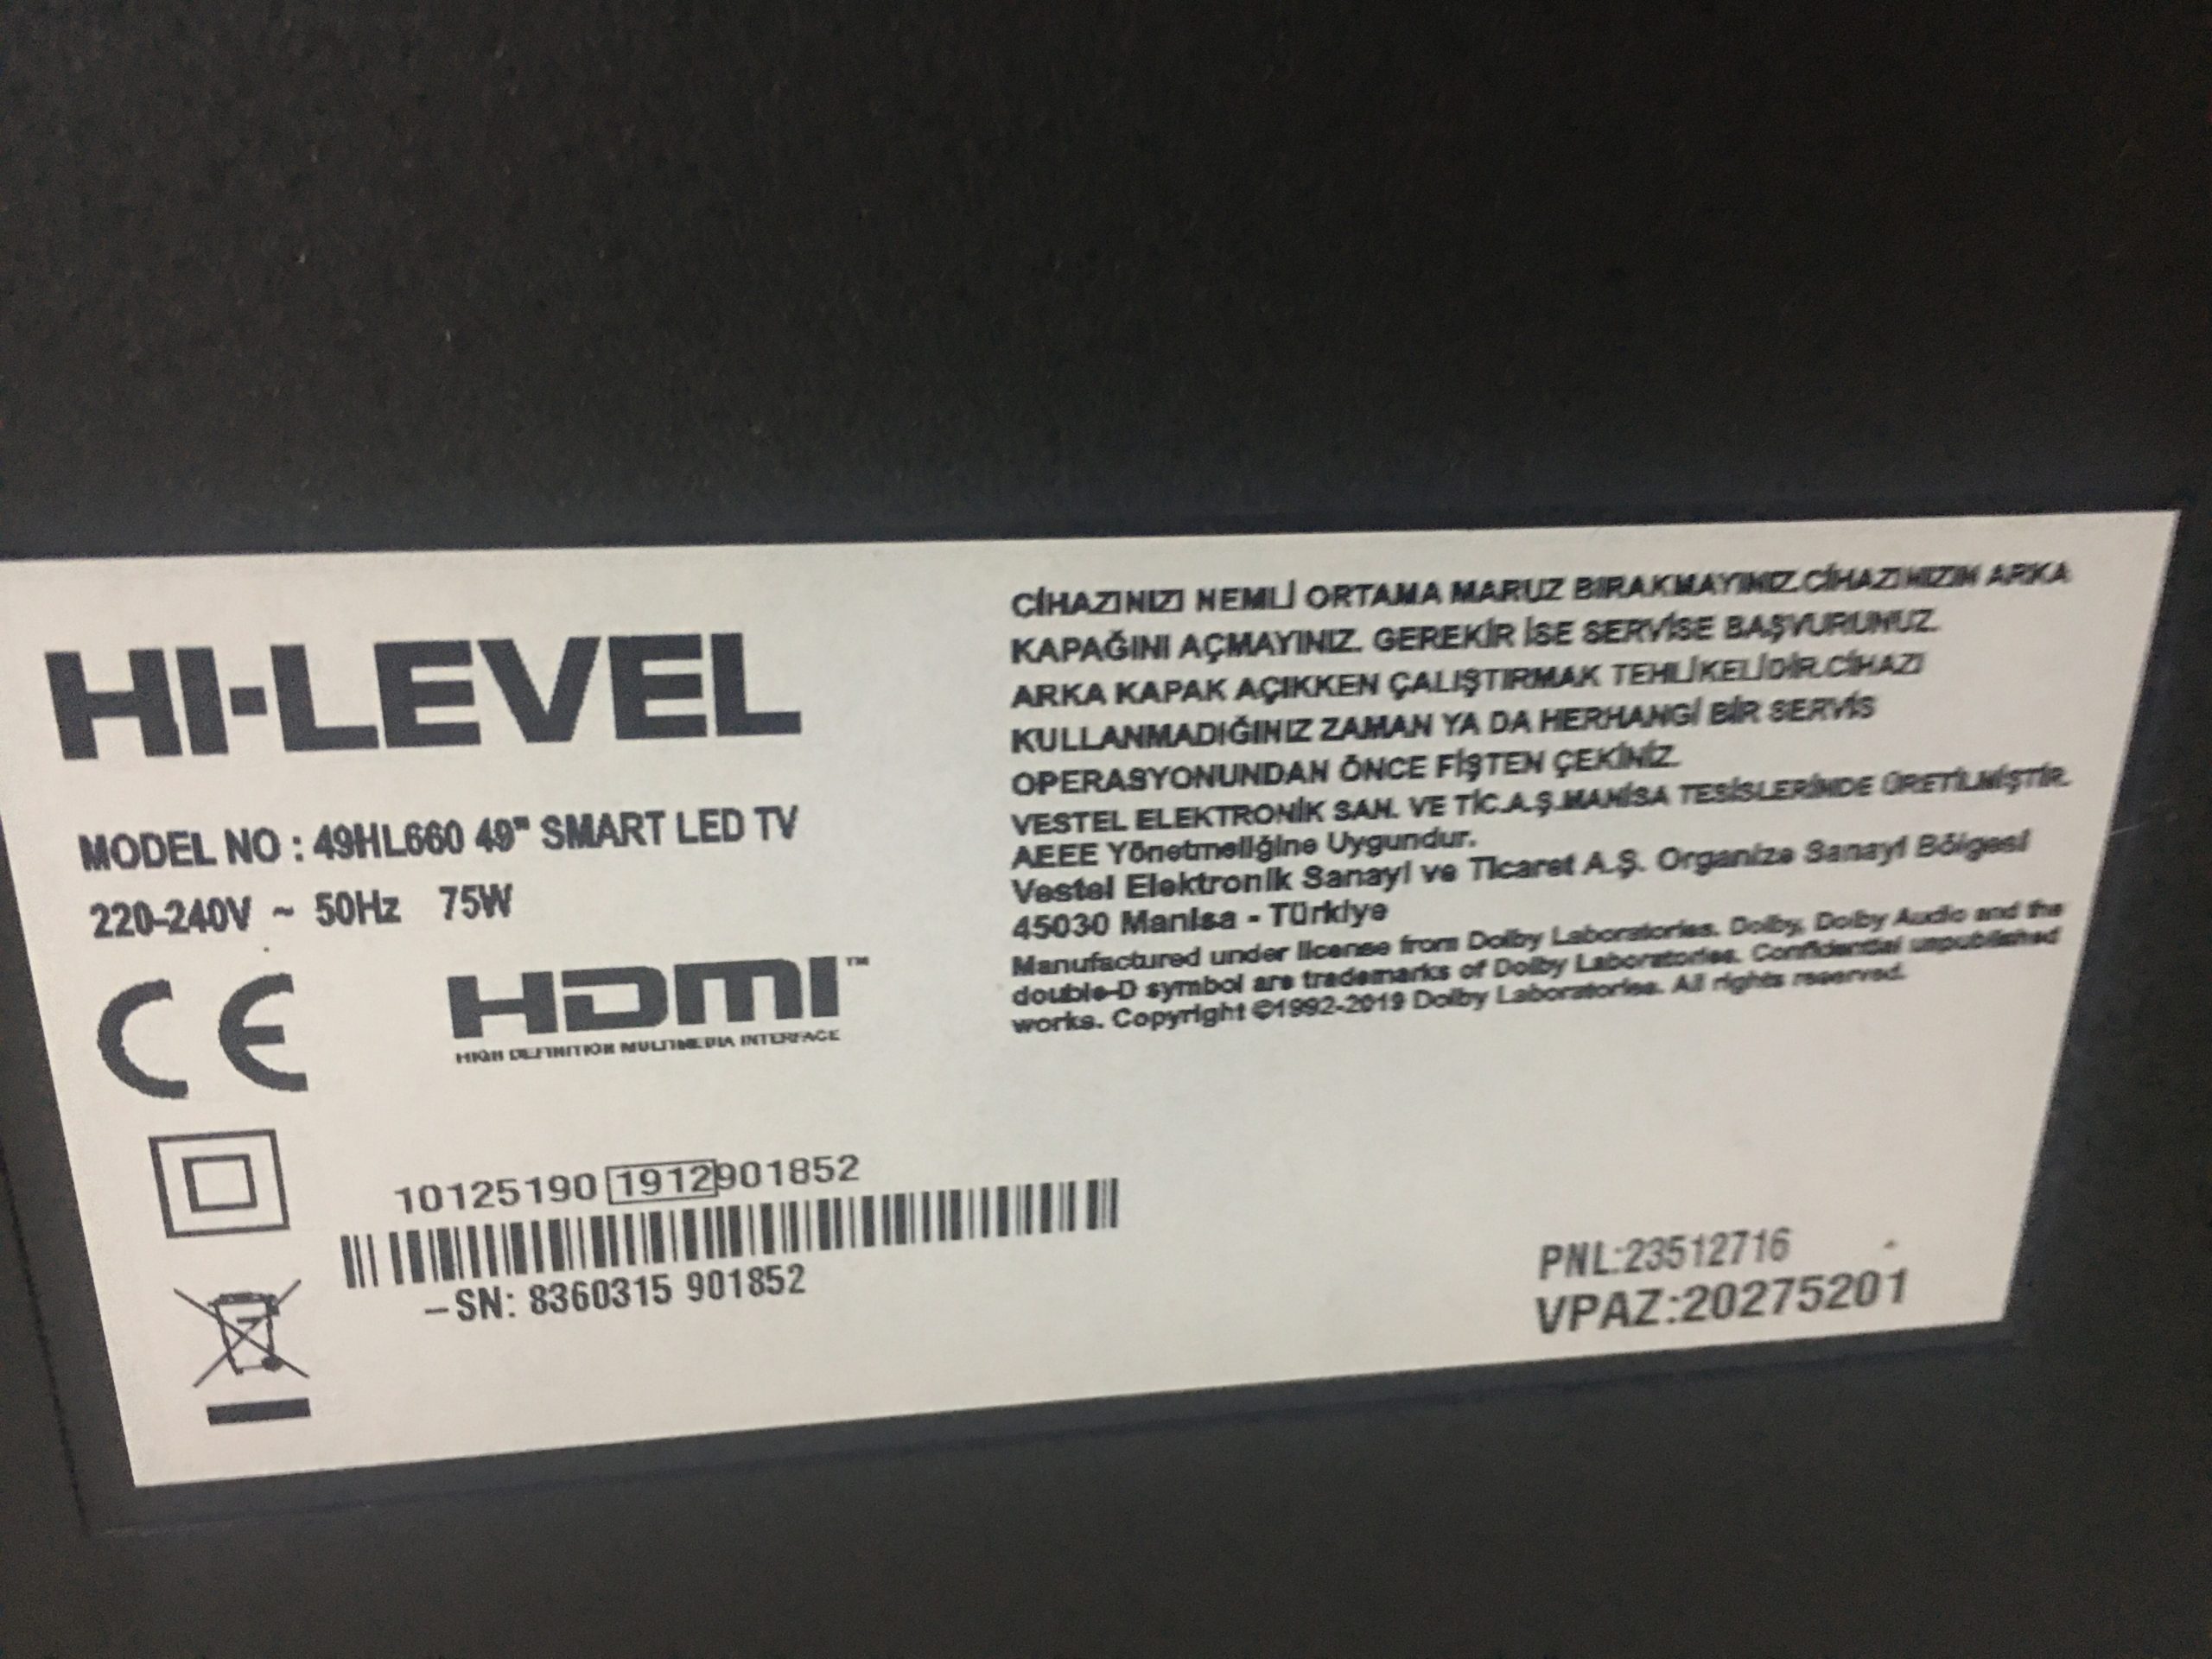 HI-LEVEL
MODEL NO : 49HL660 49" SMART LED TV
220-240V ~ 50Hz 75W
CE
HDMI™
HIGH DEFINITION MULTIMEDIA INTERFACE
10125190 1912 901852
-SN: 8360315 901852
CİHAZINIZI NEMLİ ORTAMA MARUZ BIRAKMAYINIZ.CİHAZINIZIN ARKA
KAPAĞINI AÇMAYINIZ. GEREKİR İSE SERVİSE BAŞVURUNUZ.
ARKA KAPAK AÇIKKEN ÇALIŞTIRMAK TEHLİKELİDİR.CİHAZI
KULLANMADIĞINIZ ZAMAN YA DA HERHANGİ BİR SERVİS
OPERASYONUNDAN ÖNCE FİŞTEN ÇEKİNİZ.
VESTEL ELEKTRONİK SAN. VE TİC.A.Ş.MANİSA TESİSLERİNDE ÜRETİLMİŞTİR.
AEEE Yönetmeliğine Uygundur.
Vestel Elektronik Sanayi ve Ticaret A.Ş. Organize Sanayi Bölgesi
45030 Manisa - Türkiye
Manufactured under license from Dolby Laboratories. Dolby, Dolby Audio and the
double-D symbol are trademarks of Dolby Laboratories. Confidential unpublished
works. Copyright ©1992-2019 Dolby Laboratories. All rights reserved.
PNL:23512716
VPAZ:20275201